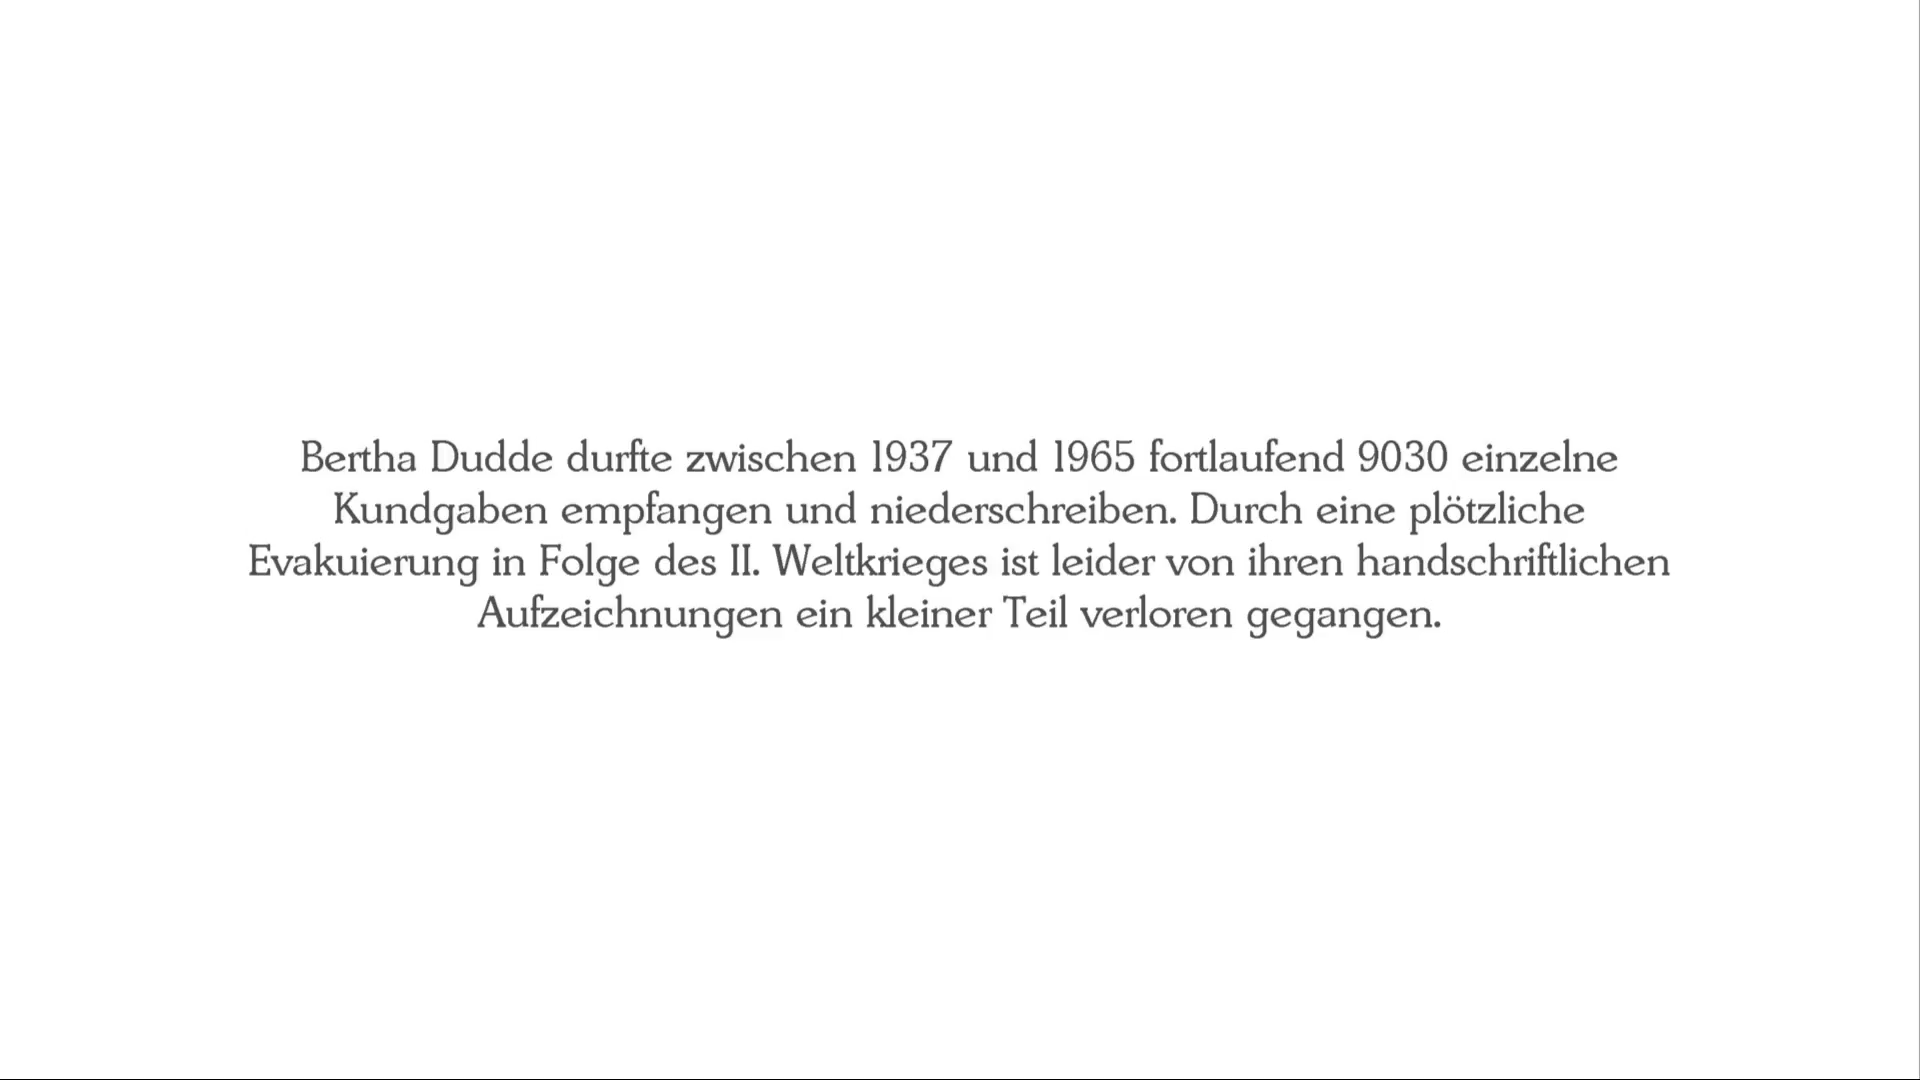 Bertha Dudde durfte zwischen 1937 und 1965 fortlaufend 9030 einzelne
Kundgaben empfangen und niederschreiben. Durch eine plötzliche
Evakuierung in Folge des II. Weltkrieges ist leider von ihren handschriftlichen
Aufzeichnungen ein kleiner Teil verloren gegangen.